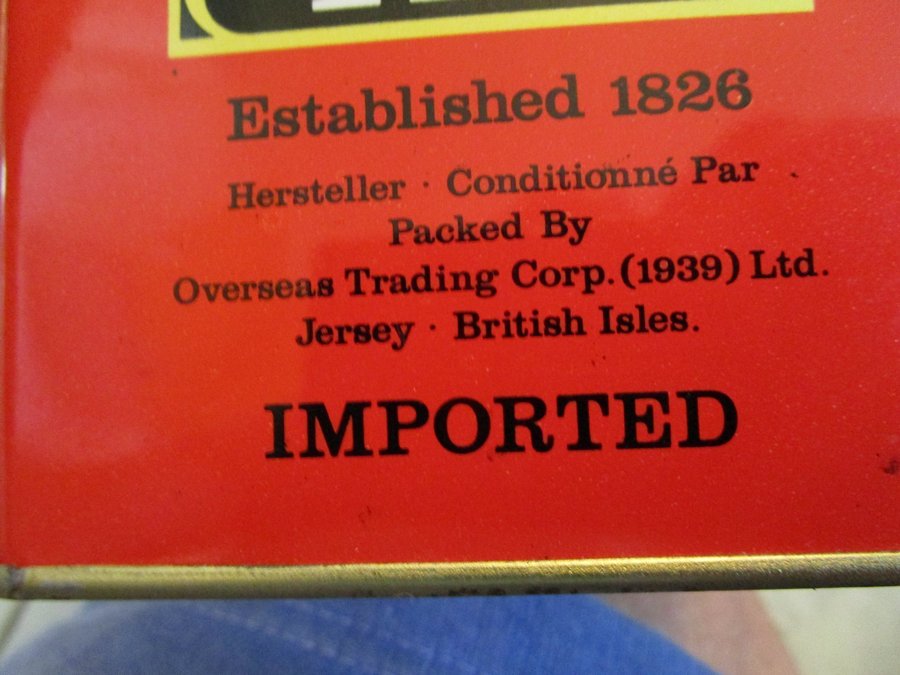 Established 1826
Hersteller · Conditionné Par
Packed By
Overseas Trading Corp. (1939) Ltd.
Jersey · British Isles.
IMPORTED